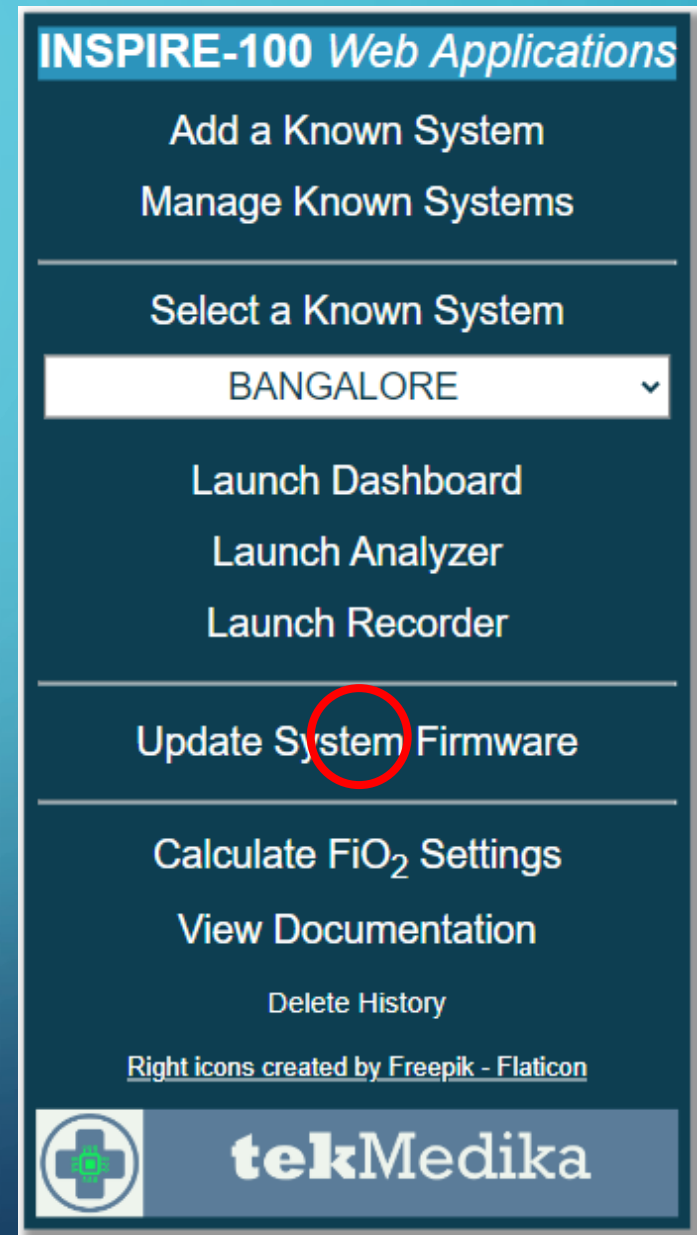 INSPIRE-100 Web Applications
Add a Known System
Manage Known Systems
Select a Known System
BANGALORE
Launch Dashboard
Launch Analyzer
Launch Recorder
Update System Firmware
Calculate FiO₂ Settings
View Documentation
Delete History
Right icons created by Freepik - Flaticon
tekMedika